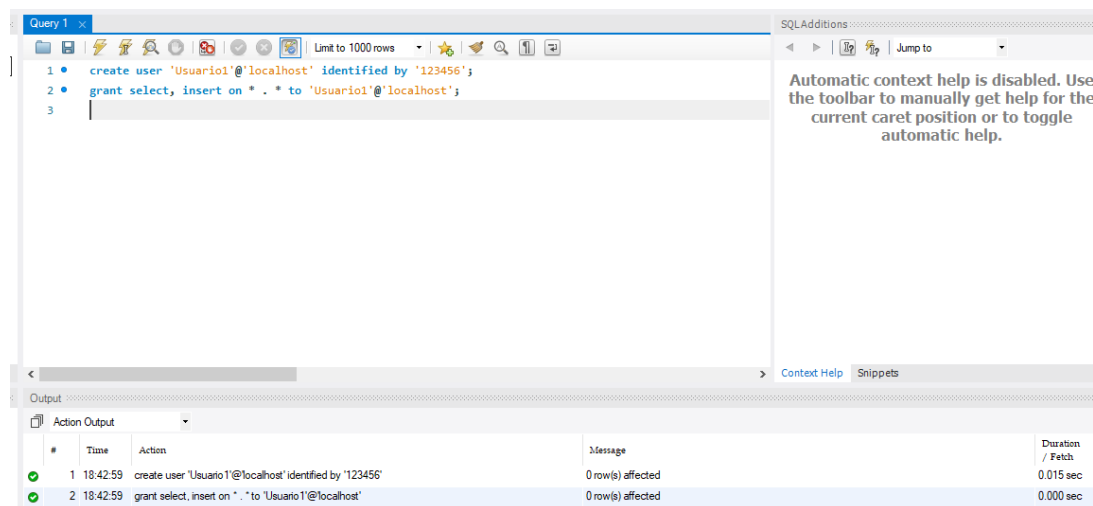 Query 1
SQLAdditions
Limit to 1000 rows
Jump to
1 create user 'Usuario1'@'localhost' identified by '123456';
2 grant select, insert on * . * to 'Usuario1'@'localhost';
3
Automatic context help is disabled. Use
the toolbar to manually get help for the
current caret position or to toggle
automatic help.
Context Help Snippets
Output
Action Output
# Time Action Message Duration / Fetch
1 18:42:59 create user 'Usuario1'@'localhost' identified by '123456' 0 row(s) affected 0.015 sec
2 18:42:59 grant select, insert on * . * to 'Usuario1'@'localhost' 0 row(s) affected 0.000 sec